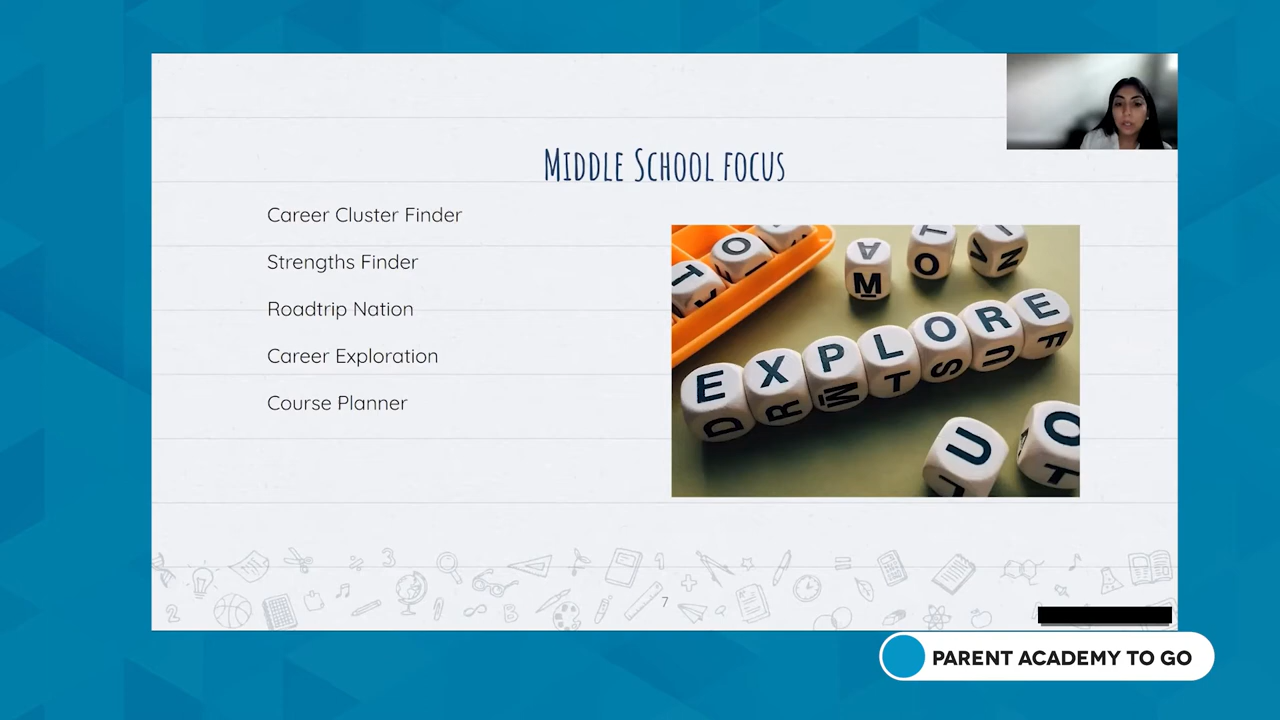 Middle School focus
Career Cluster Finder
Strengths Finder
Roadtrip Nation
Career Exploration
Course Planner
EXPLORE
7
PARENT ACADEMY TO GO